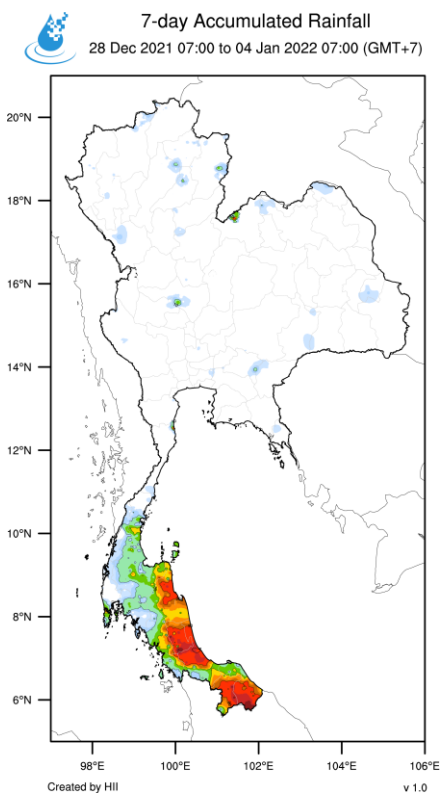 7-day Accumulated Rainfall
28 Dec 2021 07:00 to 04 Jan 2022 07:00 (GMT+7)
20°N
18°N
16°N
14°N
12°N
10°N
8°N
6°N
98°E 100°E 102°E 104°E 106°E
Created by HII v 1.0